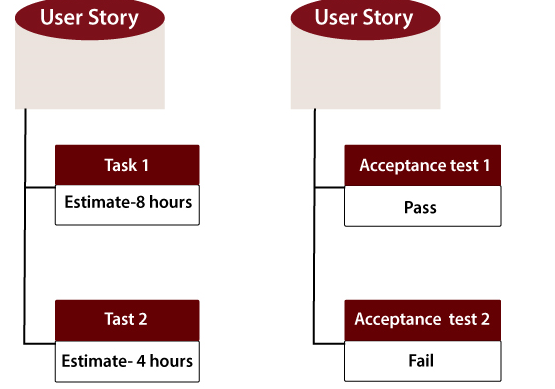 User Story
Task 1
Estimate-8 hours
Tast 2
Estimate- 4 hours
User Story
Acceptance test 1
Pass
Acceptance test 2
Fail